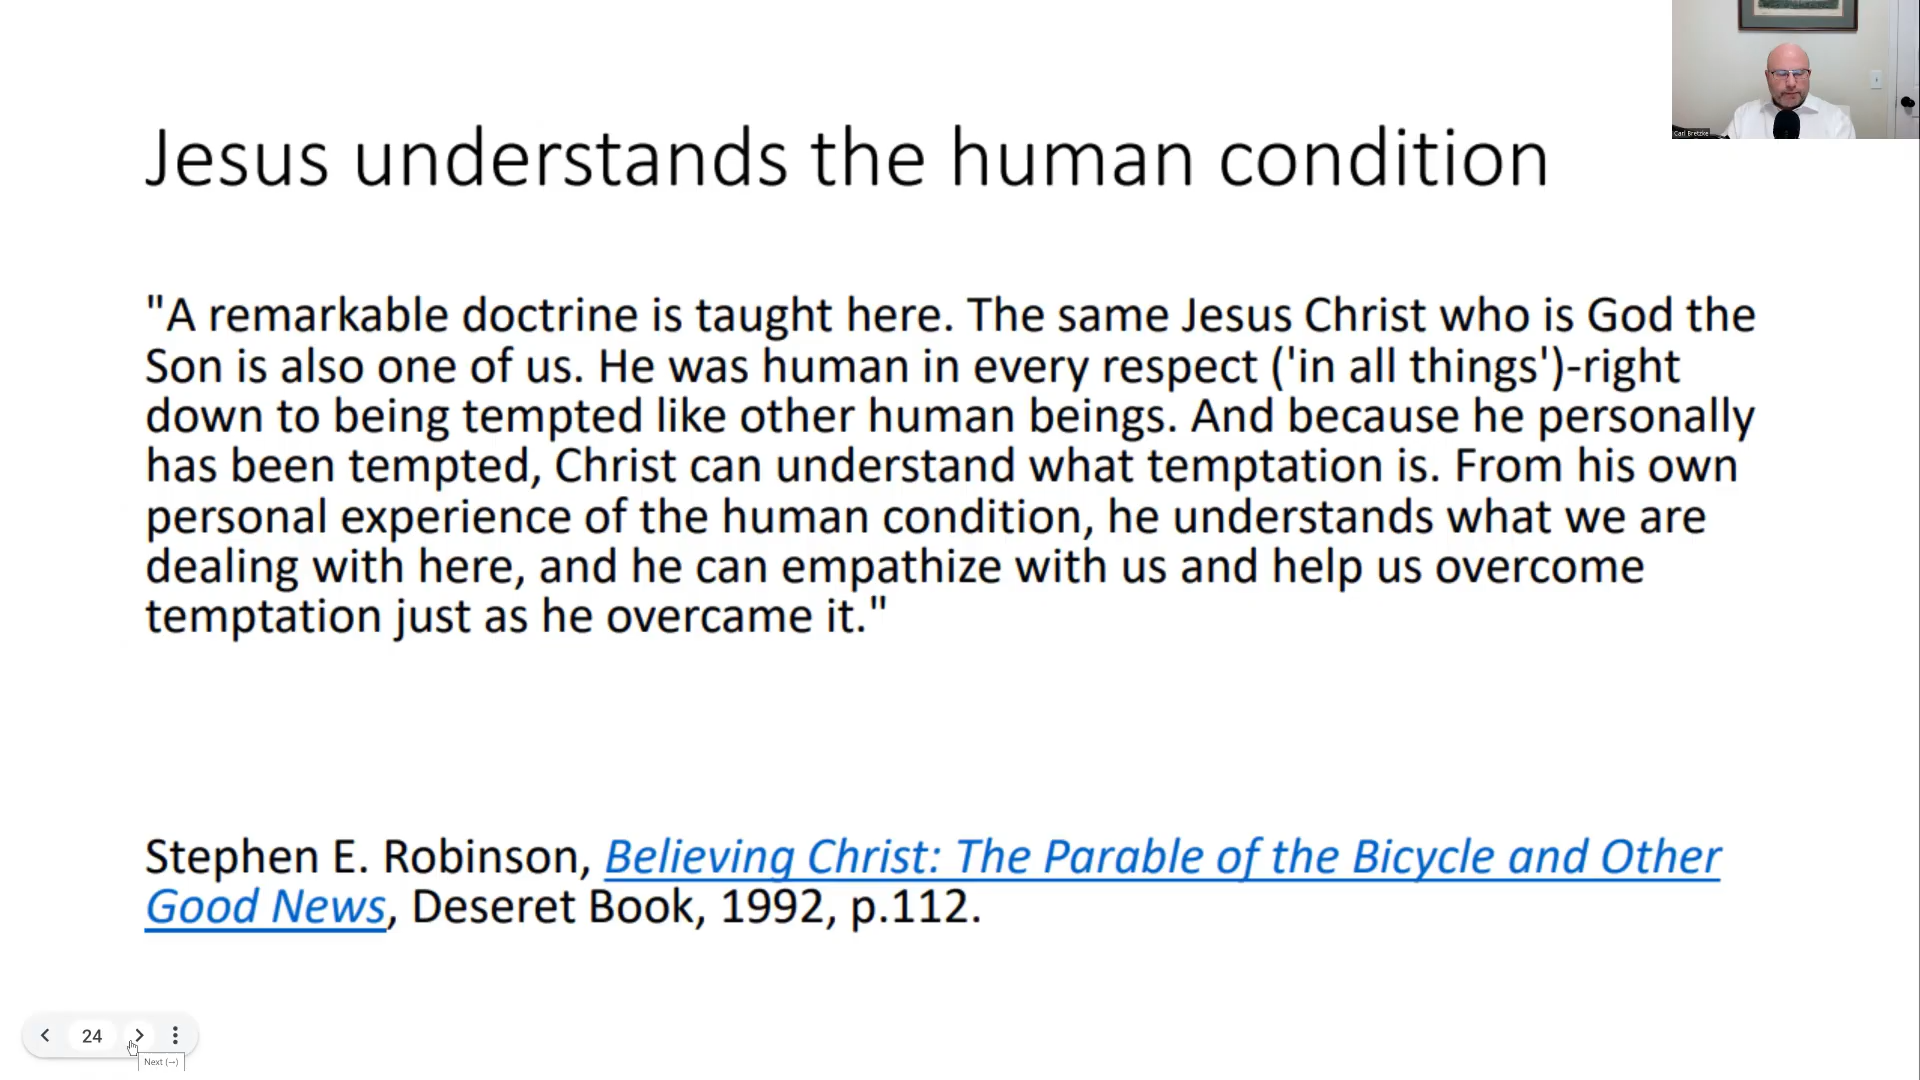 Carl Bretzke
Jesus understands the human condition
"A remarkable doctrine is taught here. The same Jesus Christ who is God the
Son is also one of us. He was human in every respect ('in all things')-right
down to being tempted like other human beings. And because he personally
has been tempted, Christ can understand what temptation is. From his own
personal experience of the human condition, he understands what we are
dealing with here, and he can empathize with us and help us overcome
temptation just as he overcame it."
Stephen E. Robinson, Believing Christ: The Parable of the Bicycle and Other
Good News, Deseret Book, 1992, p.112.
24
Next (→)